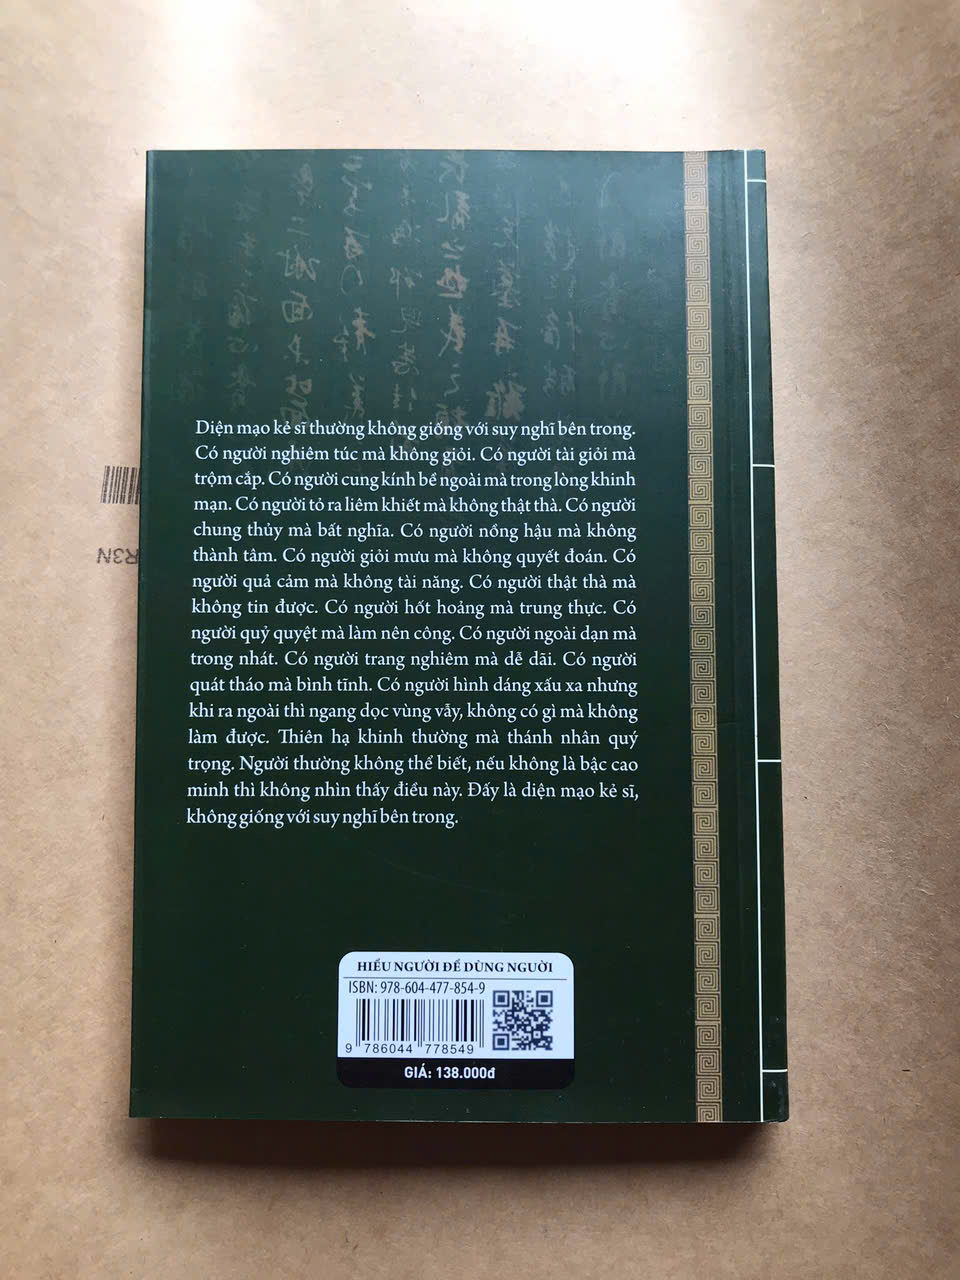 Diện mạo kẻ sĩ thường không giống với suy nghĩ bên trong.
Có người nghiêm túc mà không giỏi. Có người tài giỏi mà
trộm cắp. Có người cung kính bề ngoài mà trong lòng khinh
mạn. Có người tỏ ra liêm khiết mà không thật thà. Có người
chung thủy mà bất nghĩa. Có người nồng hậu mà không
thành tâm. Có người giỏi mưu mà không quyết đoán. Có
người quả cảm mà không tài năng. Có người thật thà mà
không tin được. Có người hốt hoảng mà trung thực. Có
người quỷ quyệt mà làm nên công. Có người ngoài dạn mà
trong nhát. Có người trang nghiêm mà dễ dãi. Có người
quát tháo mà bình tĩnh. Có người hình dáng xấu xa nhưng
khi ra ngoài thì ngang dọc vùng vẫy, không có gì mà không
làm được. Thiên hạ khinh thường mà thánh nhân quý
trọng. Người thường không thể biết, nếu không là bậc cao
minh thì không nhìn thấy điều này. Đấy là diện mạo kẻ sĩ,
không giống với suy nghĩ bên trong.
R3N
HIỂU NGƯỜI ĐỂ DÙNG NGƯỜI
ISBN: 978-604-477-854-9
9 786044 778549
GIÁ: 138.000đ